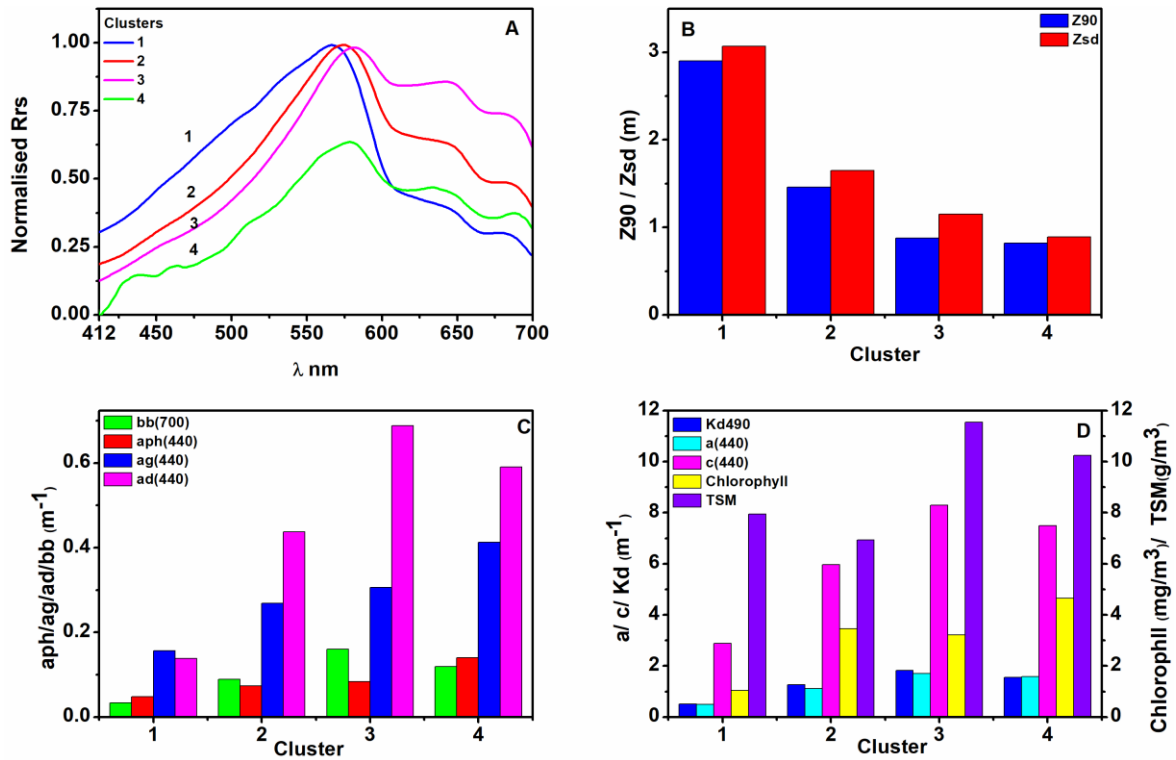 Clusters
1
2
3
4
A
1.00
0.75
0.50
0.25
0.00
Normalised Rrs
1
2
3
4
412 450 500 550 600 650 700
λ nm
B
Z90
Zsd
3
2
1
0
Z90 / Zsd (m)
1 2 3 4
Cluster
bb(700)
aph(440)
ag(440)
ad(440)
C
0.6
0.4
0.2
0.0
aph/ag/ad/bb (m-1)
1 2 3 4
Cluster
Kd490
a(440)
c(440)
Chlorophyll
TSM
D
12
10
8
6
4
2
0
a/ c/ Kd (m-1)
12
10
8
6
4
2
0
Chlorophll (mg/m3)/ TSM(g/m3)
1 2 3 4
Cluster